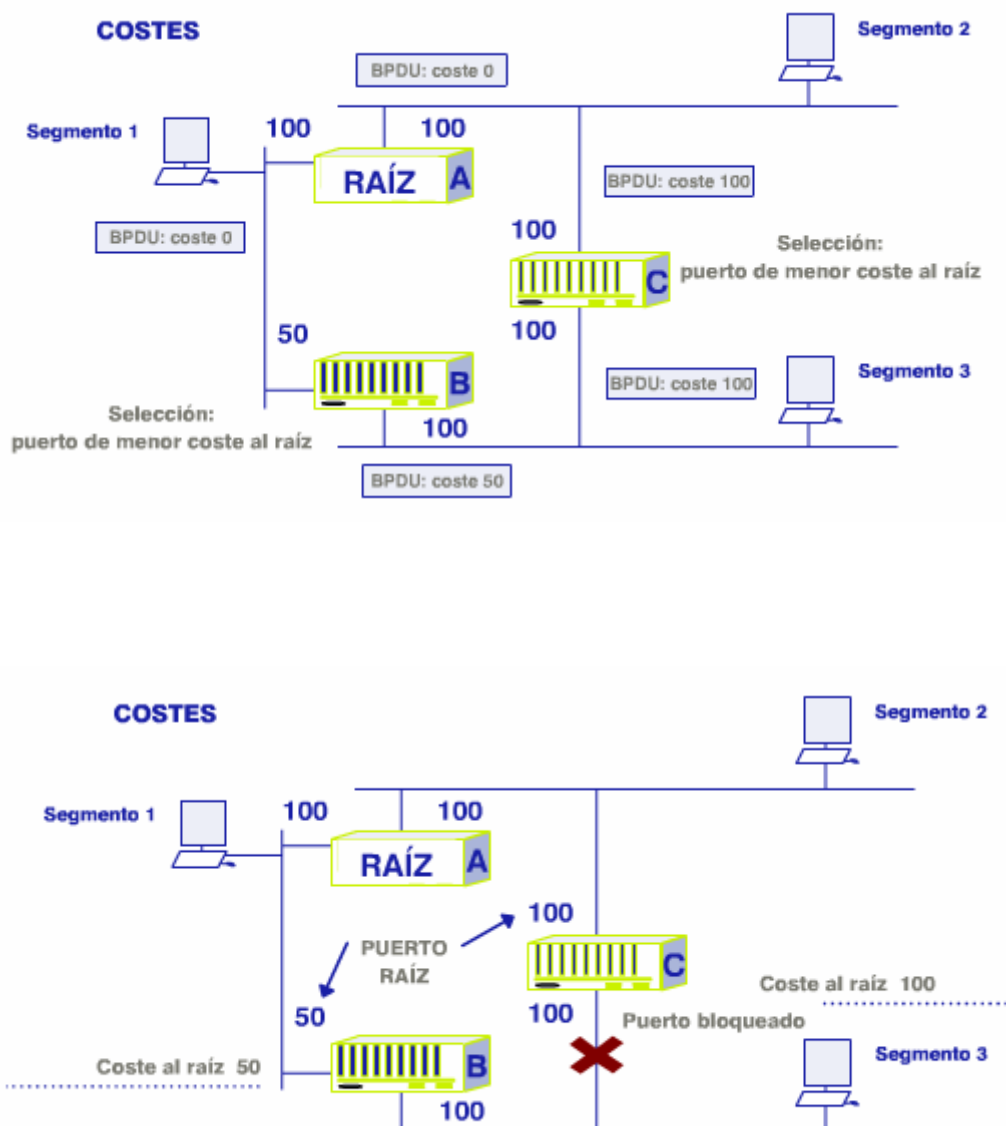 COSTES
Segmento 2
BPDU: coste 0
Segmento 1
100
100
RAÍZ
A
BPDU: coste 100
BPDU: coste 0
100
Selección:
puerto de menor coste al raíz
C
100
50
B
BPDU: coste 100
Segmento 3
Selección:
puerto de menor coste al raíz
100
BPDU: coste 50
COSTES
Segmento 2
Segmento 1
100
100
RAÍZ
A
100
PUERTO
RAÍZ
C
Coste al raíz 100
50
100
Puerto bloqueado
Segmento 3
Coste al raíz 50
B
100